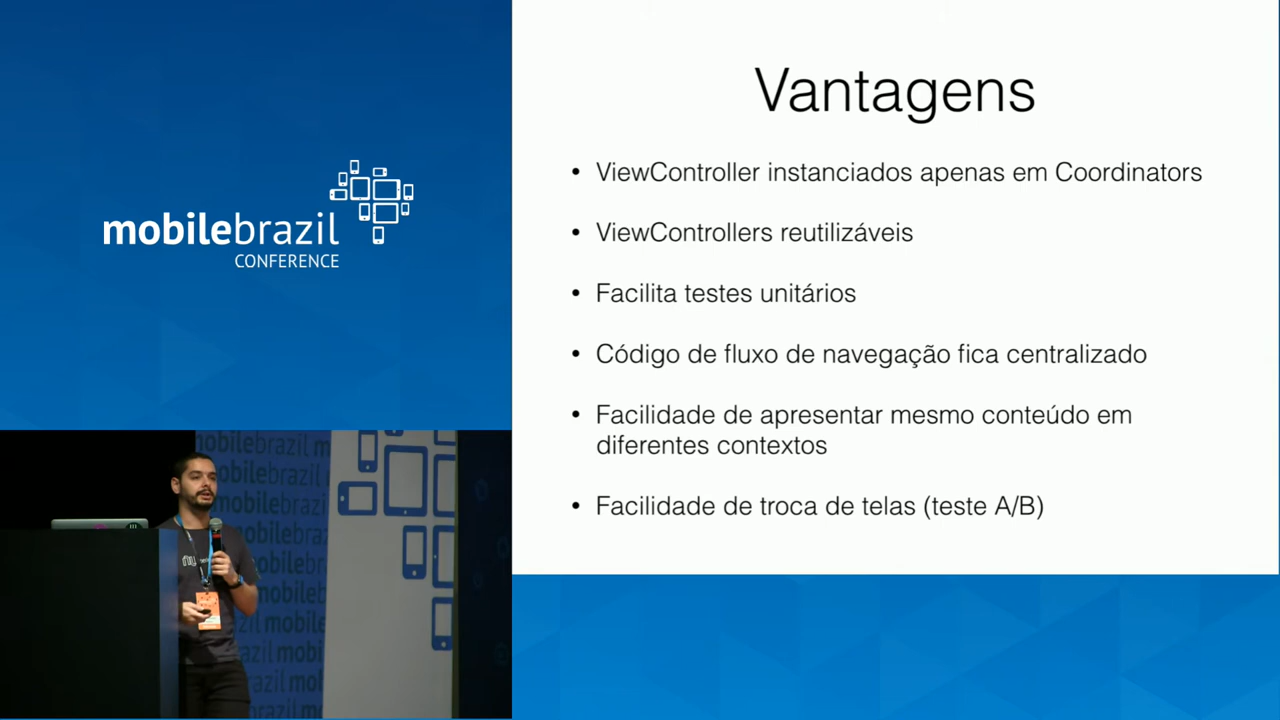 mobilebrazil
CONFERENCE
Vantagens
• ViewController instanciados apenas em Coordinators
• ViewControllers reutilizáveis
• Facilita testes unitários
• Código de fluxo de navegação fica centralizado
• Facilidade de apresentar mesmo conteúdo em
diferentes contextos
• Facilidade de troca de telas (teste A/B)